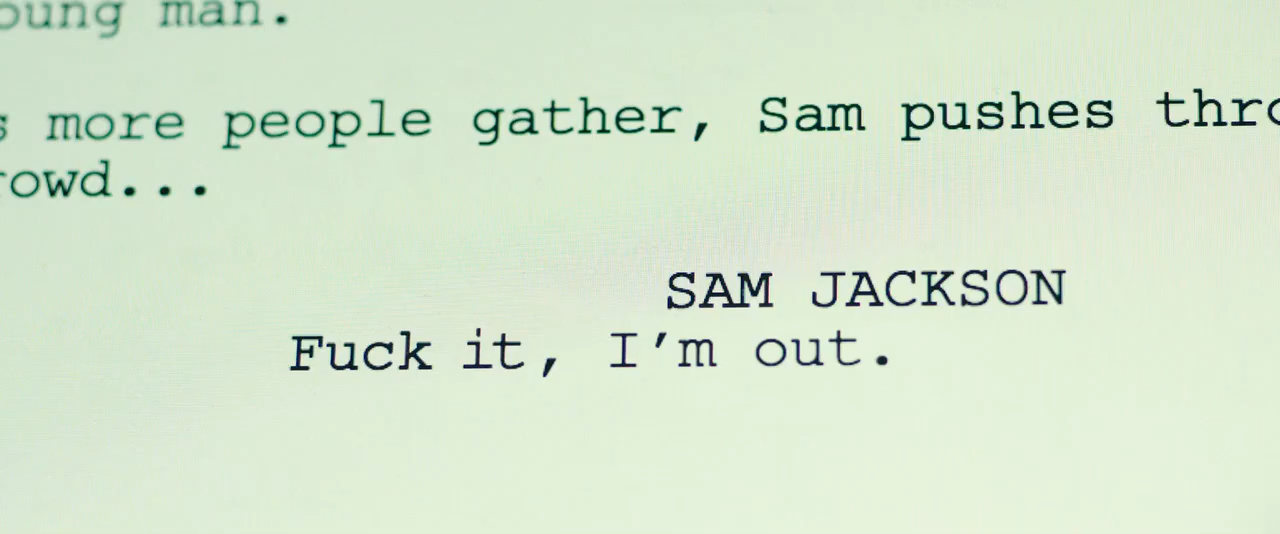 oung man.
s more people gather, Sam pushes thro
rowd...
SAM JACKSON
Fuck it, I'm out.